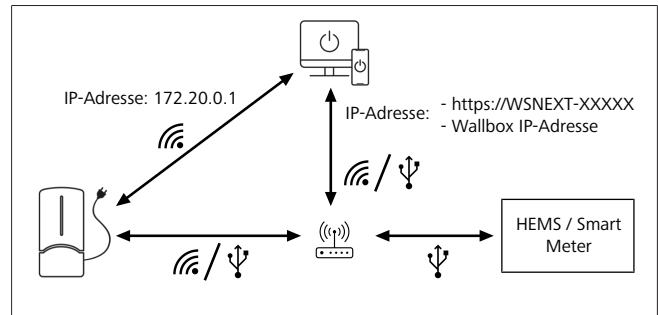 IP-Adresse: 172.20.0.1
IP-Adresse: - https://WSNEXT-XXXXX
- Wallbox IP-Adresse
HEMS / Smart
Meter